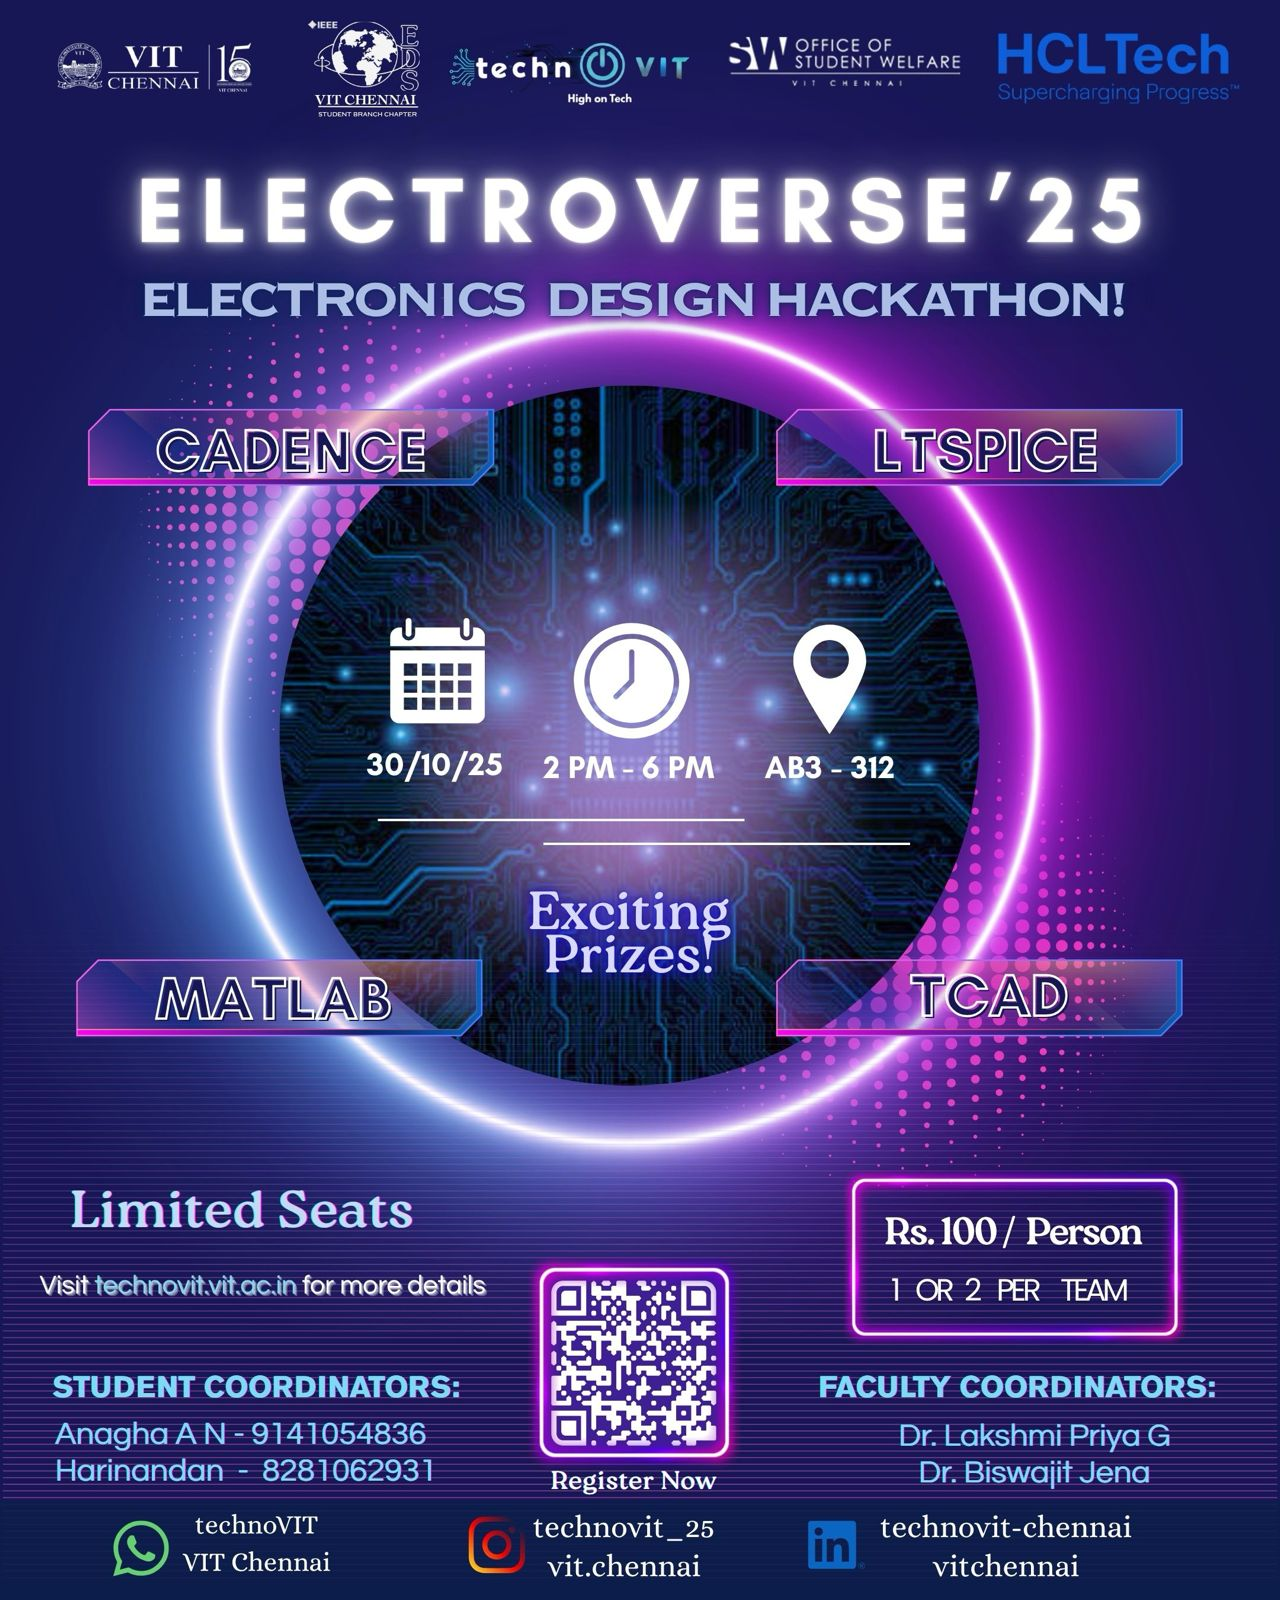 VIT
CHENNAI
15
VIT CHENNAI
IEEE
EDS
VIT CHENNAI
STUDENT BRANCH CHAPTER
techn VIT
High on Tech
SW OFFICE OF
STUDENT WELFARE
VIT CHENNAI
HCLTech
Supercharging Progress™
ELECTROVERSE'25
ELECTRONICS DESIGN HACKATHON!
CADENCE
LTSPICE
30/10/25
2 PM - 6 PM
AB3 - 312
Exciting
Prizes!
MATLAB
TCAD
Limited Seats
Visit technovit.vit.ac.in for more details
Rs. 100 / Person
1 OR 2 PER TEAM
STUDENT COORDINATORS:
Anagha A N - 9141054836
Harinandan - 8281062931
Register Now
FACULTY COORDINATORS:
Dr. Lakshmi Priya G
Dr. Biswajit Jena
technoVIT
VIT Chennai
technovit_25
vit.chennai
in
technovit-chennai
vitchennai